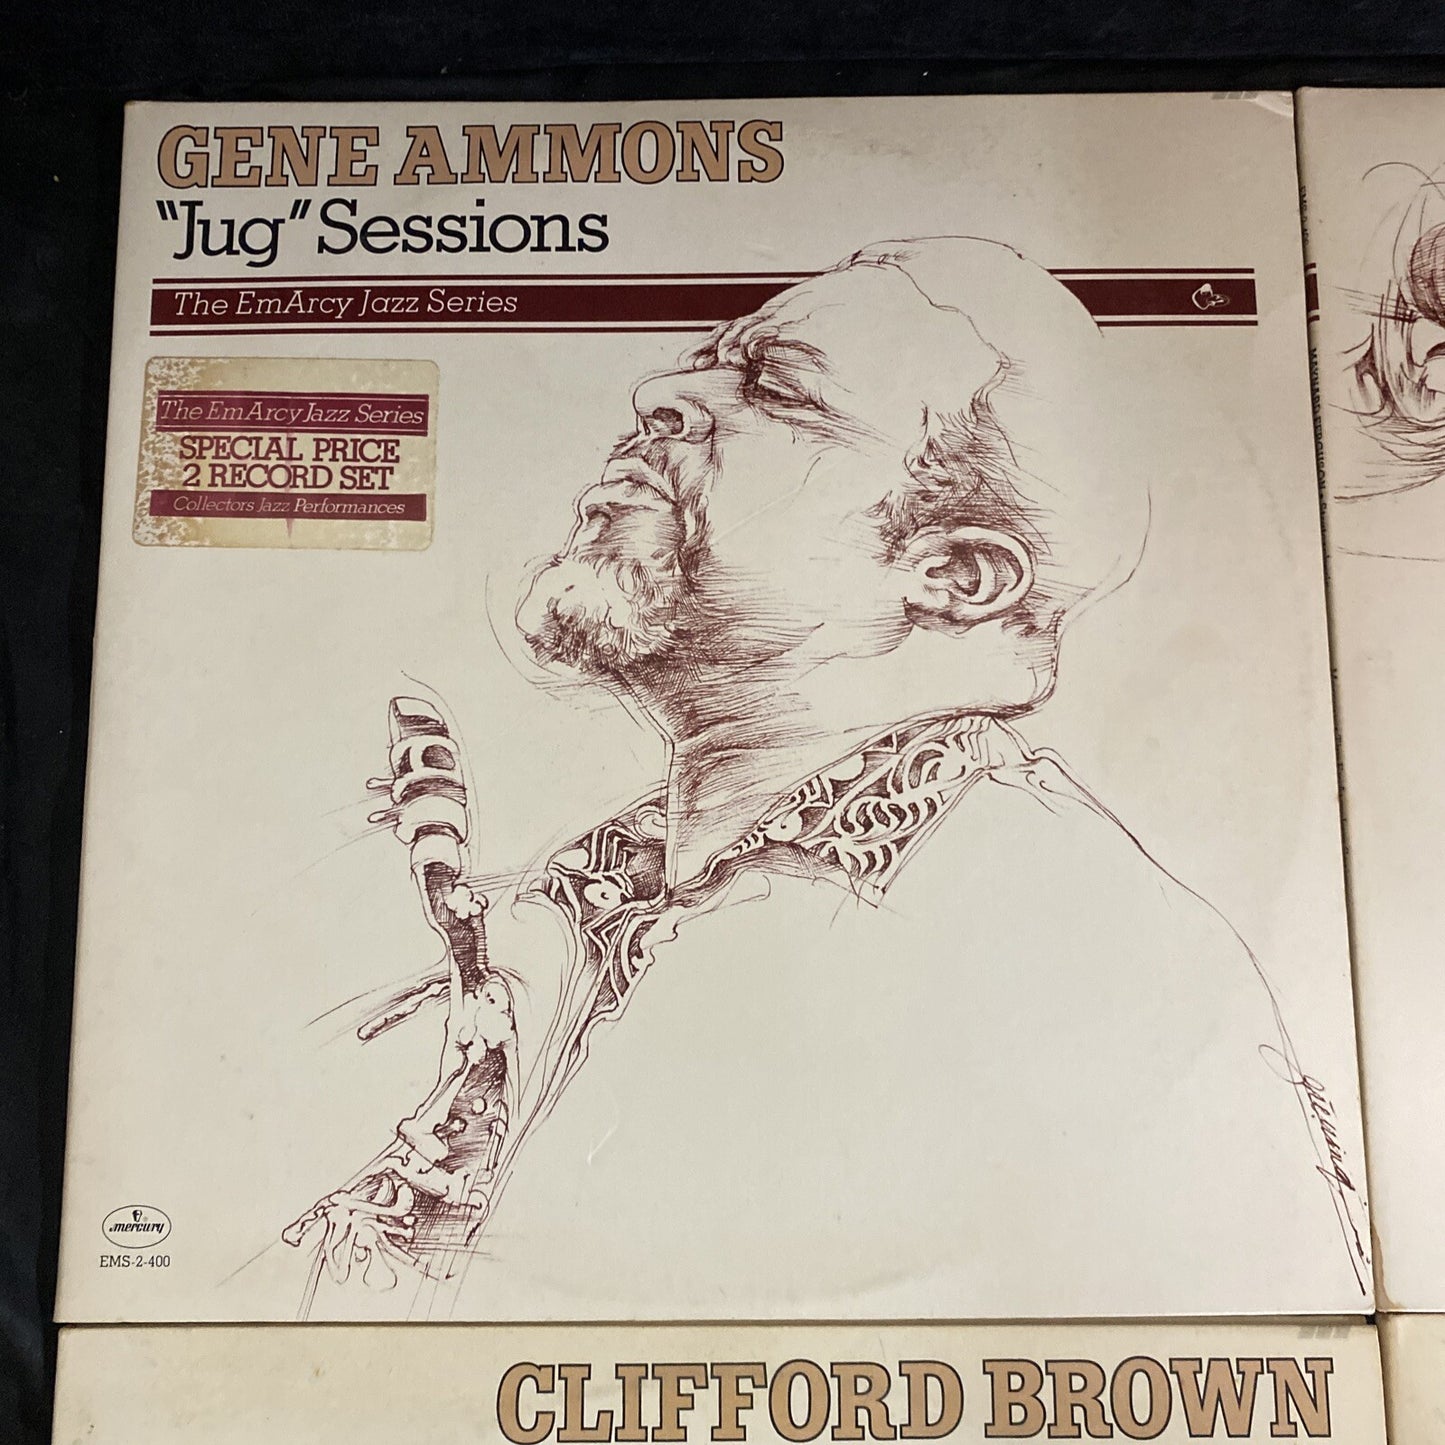 GENE AMMONS
"Jug" Sessions
The EmArcy Jazz Series
The EmArcy Jazz Series
SPECIAL PRICE
2 RECORD SET
Collectors Jazz Performances
mercury
EMS-2-400
CLIFFORD BROWN